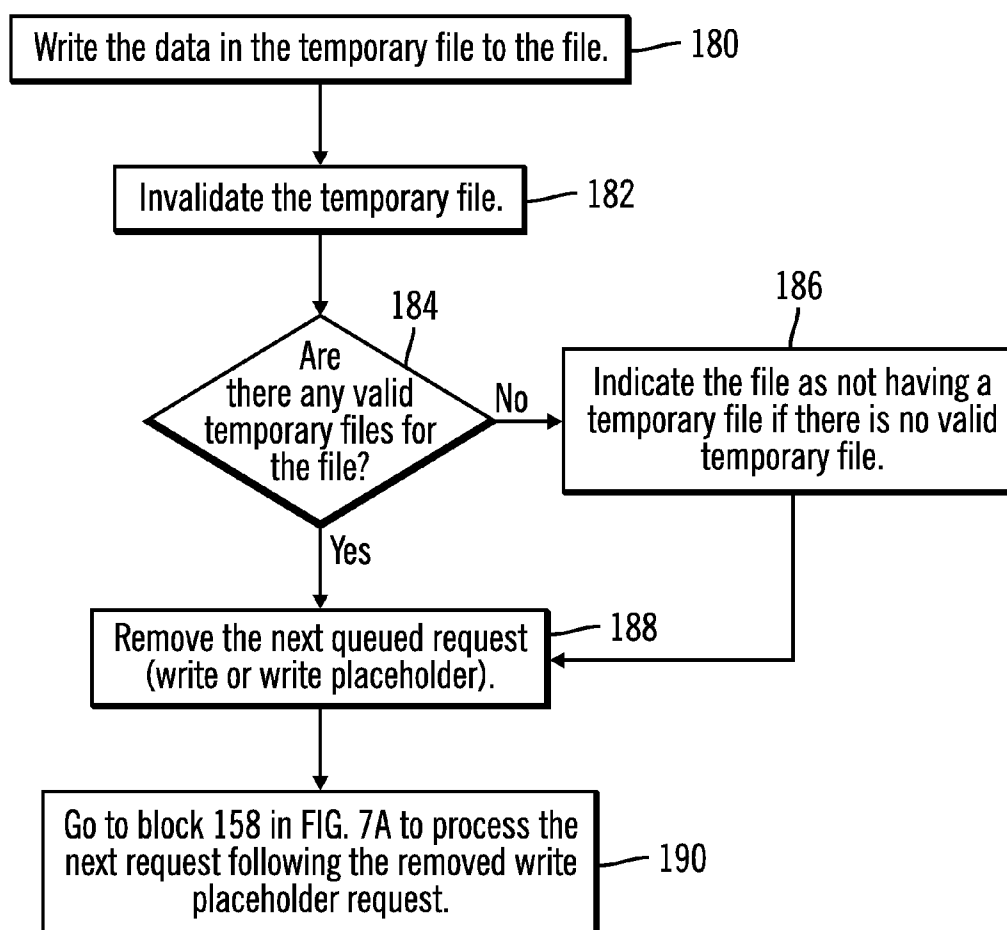 Write the data in the temporary file to the file.
180
Invalidate the temporary file.
182
184
Are
there any valid
temporary files for
the file?
No
186
Indicate the file as not having a
temporary file if there is no valid
temporary file.
Yes
Remove the next queued request
(write or write placeholder).
188
Go to block 158 in FIG. 7A to process the
next request following the removed write
placeholder request.
190